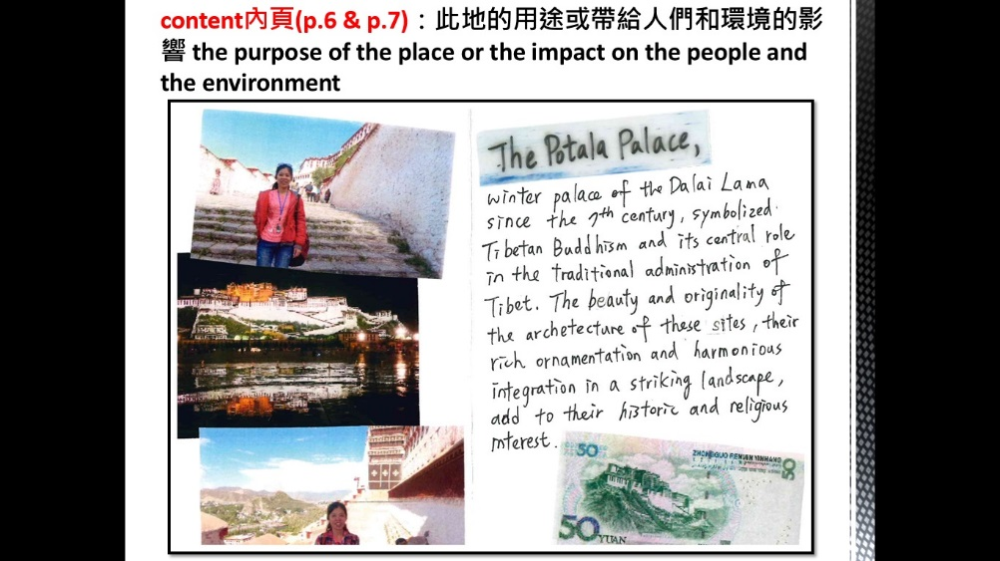 content內頁(p.6 & p.7)：此地的用途或帶給人們和環境的影
響 the purpose of the place or the impact on the people and
the environment
The Potala Palace,
winter palace of the Dalai Lama
since the 7th century, symbolized.
Tibetan Buddhism and its central role
in the traditional administration of
Tibet. The beauty and originality of
the archetecture of these sites, their
rich ornamentation and harmonious
integration in a striking landscape,
add to their historic and religious
interest.
50
ZHONGGUO RENMIN YINHANG
50
50
YUAN